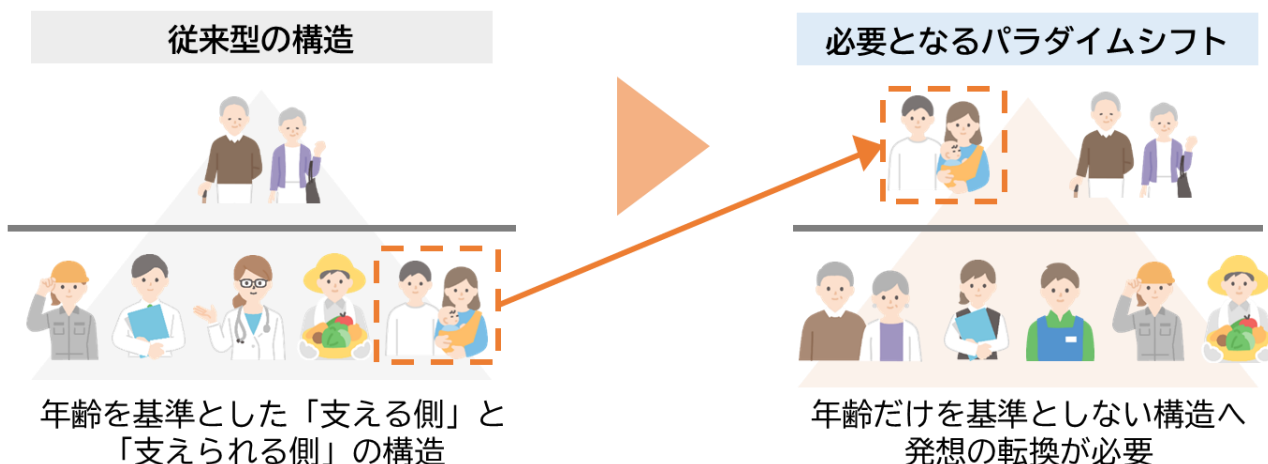 従来型の構造
必要となるパラダイムシフト
年齢を基準とした「支える側」と
「支えられる側」の構造
年齢だけを基準としない構造へ
発想の転換が必要